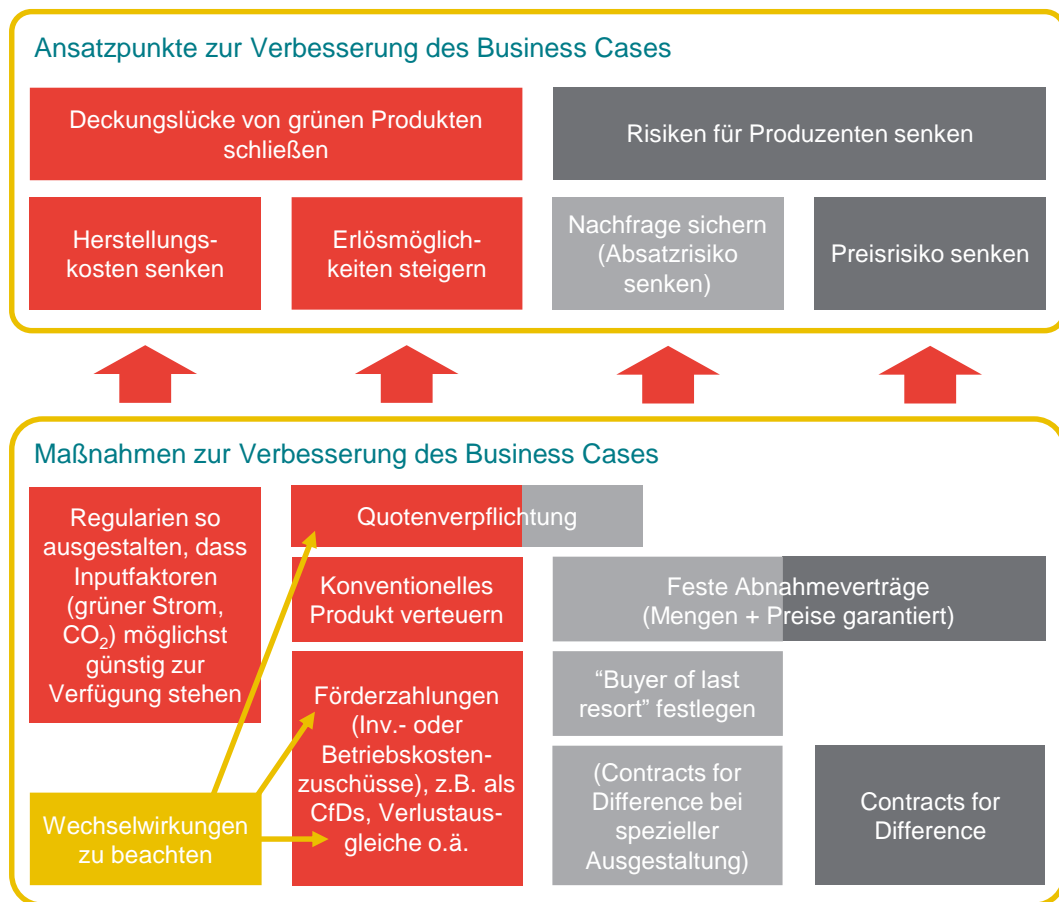 Ansatzpunkte zur Verbesserung des Business Cases
Deckungslücke von grünen Produkten
schließen
Risiken für Produzenten senken
Herstellungs-
kosten senken
Erlösmöglich-
keiten steigern
Nachfrage sichern
(Absatzrisiko
senken)
Preisrisiko senken
Maßnahmen zur Verbesserung des Business Cases
Regularien so
ausgestalten, dass
Inputfaktoren
(grüner Strom,
CO₂) möglichst
günstig zur
Verfügung stehen
Quotenverpflichtung
Konventionelles
Produkt verteuern
Feste Abnahmeverträge
(Mengen + Preise garantiert)
Förderzahlungen
(Inv.- oder
Betriebskosten-
zuschüsse), z.B. als
CfDs, Verlustaus-
gleiche o.ä.
“Buyer of last
resort” festlegen
(Contracts for
Difference bei
spezieller
Ausgestaltung)
Contracts for
Difference
Wechselwirkungen
zu beachten